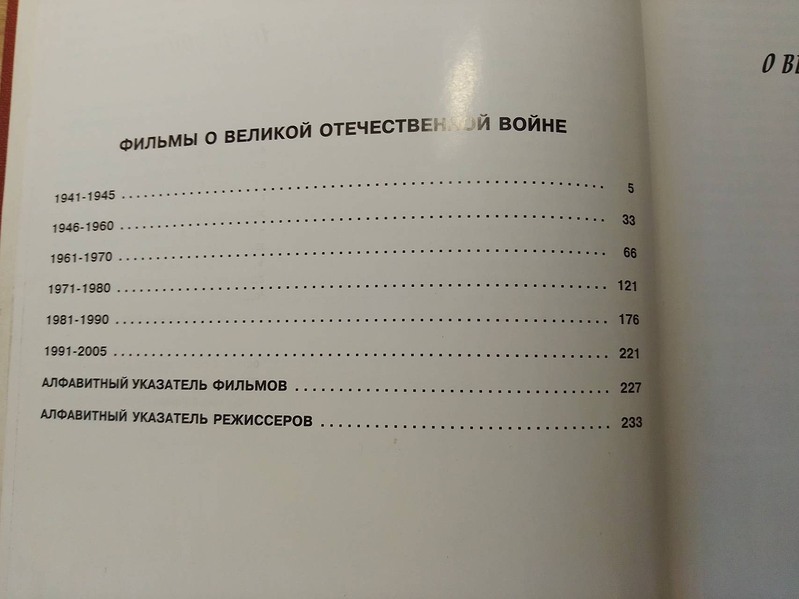 ФИЛЬМЫ О ВЕЛИКОЙ ОТЕЧЕСТВЕННОЙ ВОЙНЕ
1941-1945 5
1946-1960 33
1961-1970 66
1971-1980 121
1981-1990 176
1991-2005 221
АЛФАВИТНЫЙ УКАЗАТЕЛЬ ФИЛЬМОВ 227
АЛФАВИТНЫЙ УКАЗАТЕЛЬ РЕЖИССЕРОВ 233
О